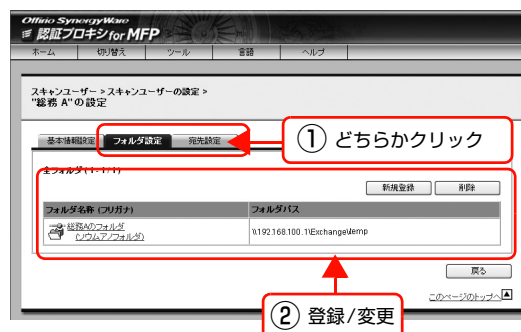 Offirio SynergyWare
認証プロキシ for MFP
ホーム 切り替え ツール 言語 ヘルプ
スキャンユーザー > スキャンユーザーの設定 >
"総務 A" の設定
基本情報設定 フォルダ設定 宛先設定
① どちらかクリック
全フォルダ (1-1/1)
新規登録 削除
フォルダ名称 (フリガナ) フォルダパス
総務Aのフォルダ
(ソウムアノフォルダ)
\\192.168.100.1\Exchange\temp
戻る
このページのトップへ
② 登録/変更